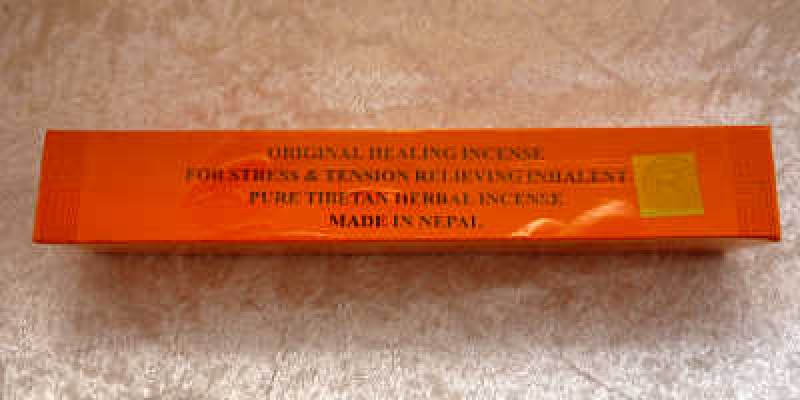 ORIGINAL HEALING INCENSE
FOR STRESS & TENSION RELIEVING INHALENT
PURE TIBETAN HERBAL INCENSE
MADE IN NEPAL